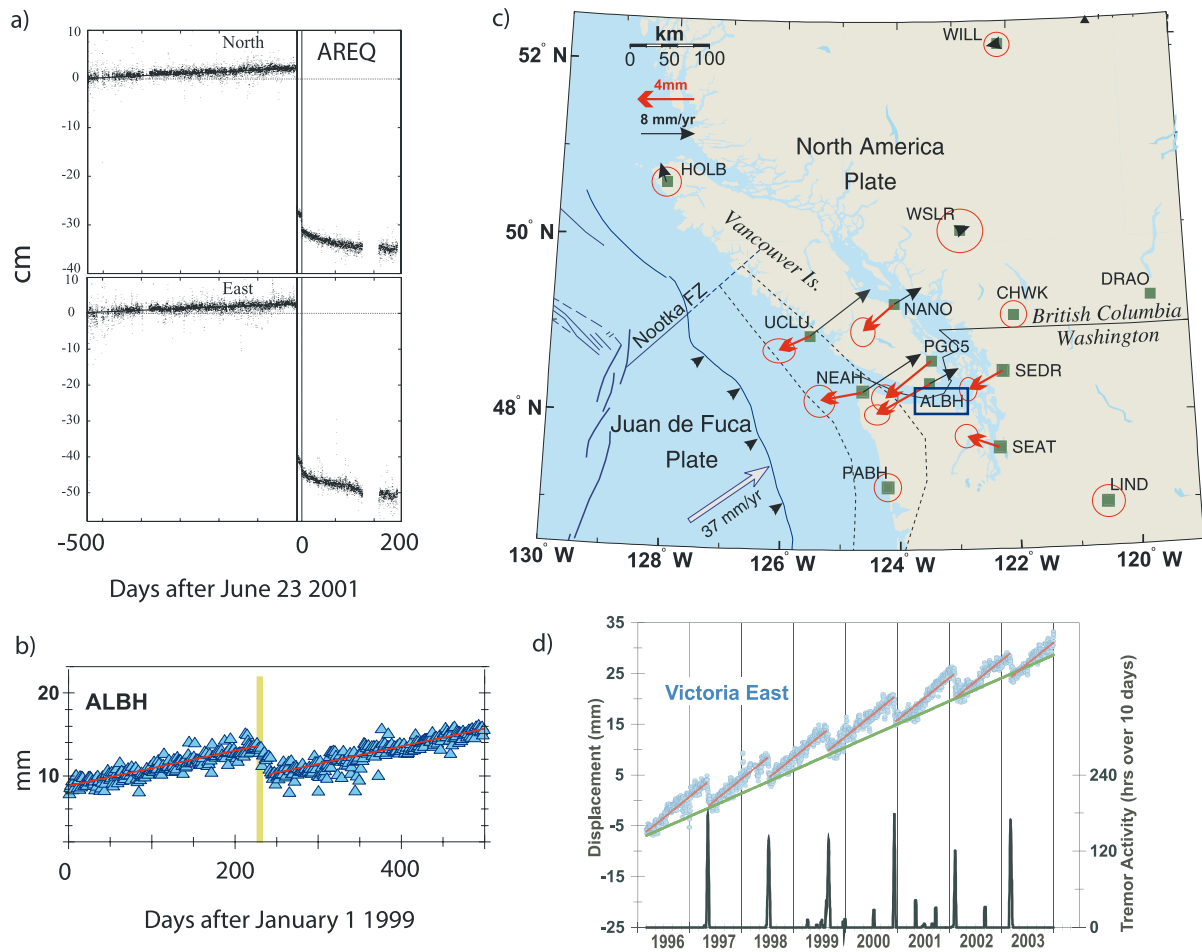 a)
10
North
AREQ
0
-10
-20
-30
-40
cm
10
East
0
-10
-20
-30
-40
-50
-500
0
200
Days after June 23 2001
b)
ALBH
20
mm
10
0
200
400
Days after January 1 1999
c)
52° N
50° N
48° N
km
0 50 100
4mm
8 mm/yr
WILL
HOLB
North America
Plate
WSLR
Vancouver Is.
DRAO
CHWK
British Columbia
Washington
Nootka FZ
UCLU
NANO
PGC5
NEAH
SEDR
ALBH
Juan de Fuca
Plate
SEAT
PABH
LIND
37 mm/yr
130° W
128° W
126° W
124° W
122° W
120° W
d)
35
25
15
5
-5
-15
-25
Displacement (mm)
Victoria East
240
120
0
Tremor Activity (hrs over 10 days)
1996 1997 1998 1999 2000 2001 2002 2003